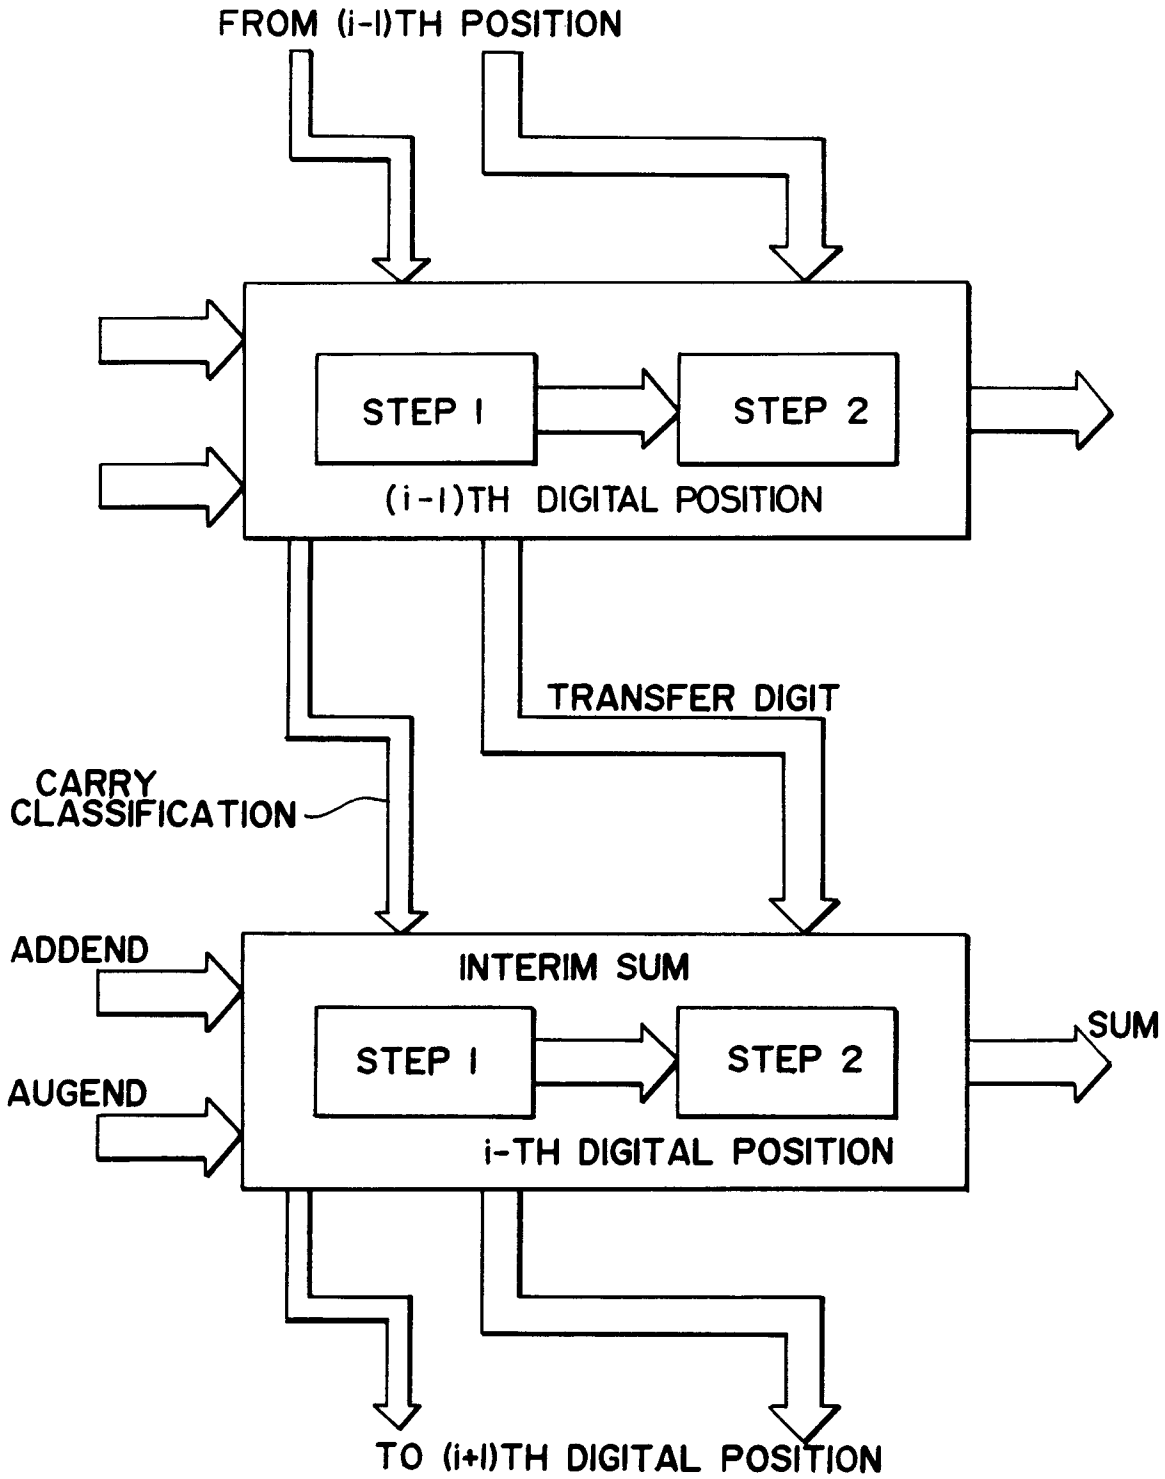 FROM (i-1)TH POSITION
STEP 1
STEP 2
(i-1)TH DIGITAL POSITION
TRANSFER DIGIT
CARRY
CLASSIFICATION
ADDEND
INTERIM SUM
SUM
STEP 1
STEP 2
AUGEND
i-TH DIGITAL POSITION
TO (i+1)TH DIGITAL POSITION